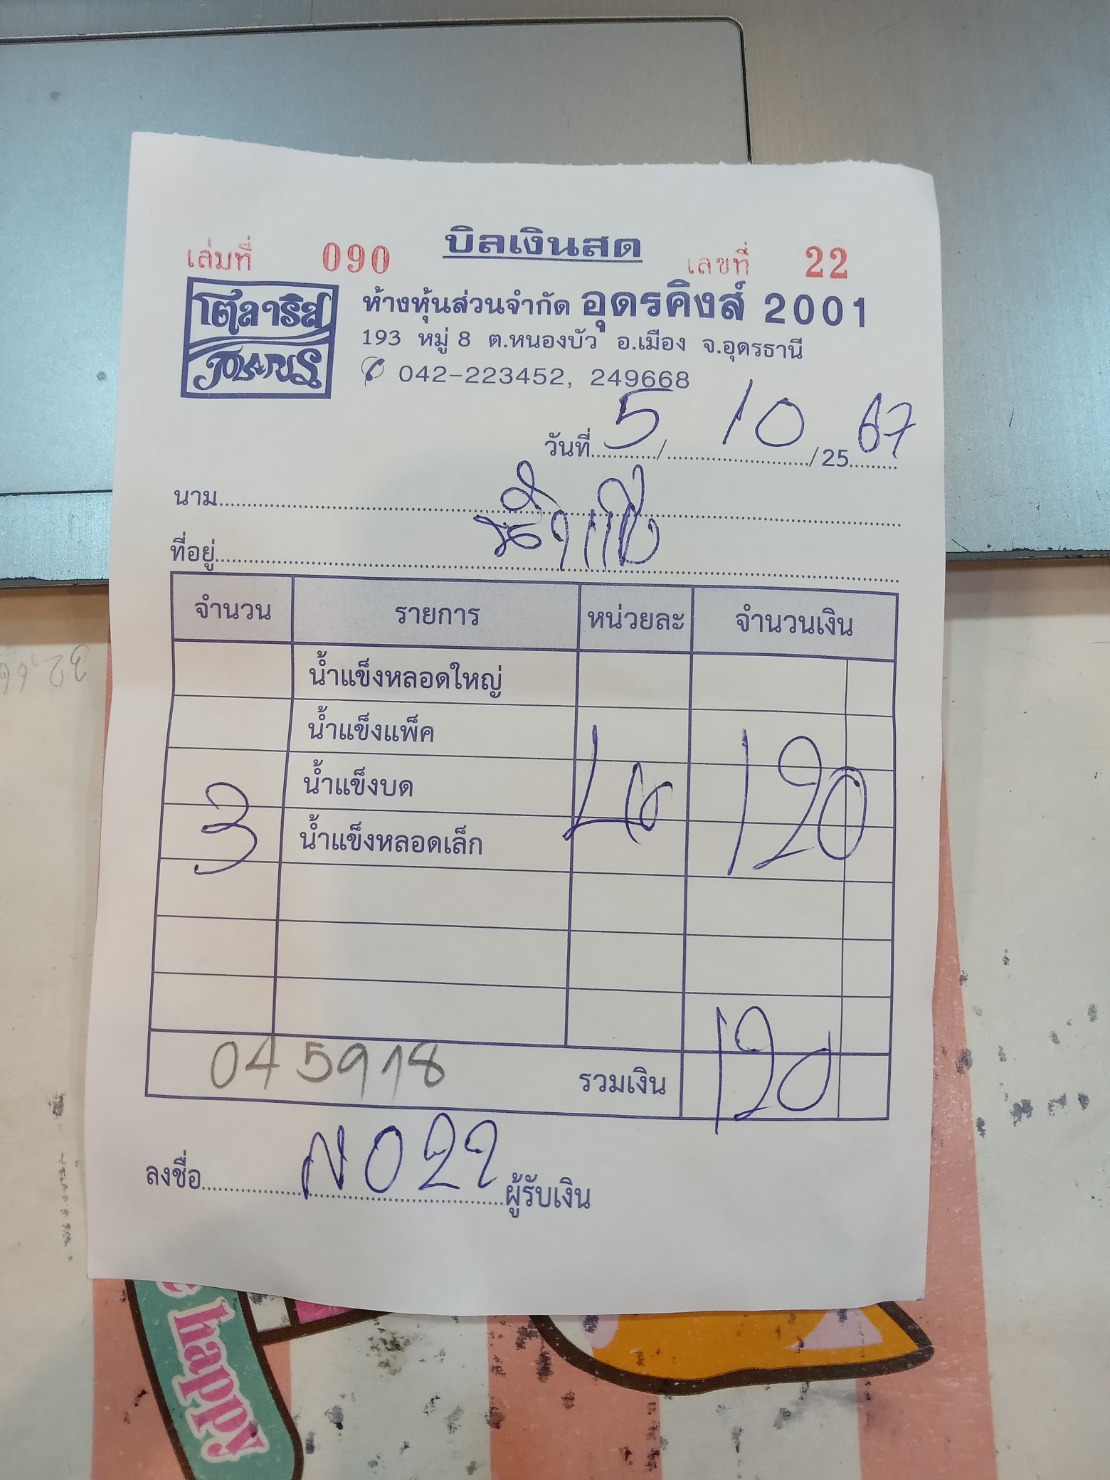 บิลเงินสด
เล่มที่ 090 เลขที่ 22
โตลาริส
POLARIS
ห้างหุ้นส่วนจำกัด อุดรคิงส์ 2001
193 หมู่ 8 ต.หนองบัว อ.เมือง จ.อุดรธานี
042-223452, 249668
วันที่ 5 / 10 / 25 67
นาม
ที่อยู่
จำนวน รายการ หน่วยละ จำนวนเงิน
น้ำแข็งหลอดใหญ่
น้ำแข็งแพ็ค
น้ำแข็งบด
3 น้ำแข็งหลอดเล็ก 40 120
045918 รวมเงิน 120
ลงชื่อ NO22 ผู้รับเงิน
happy